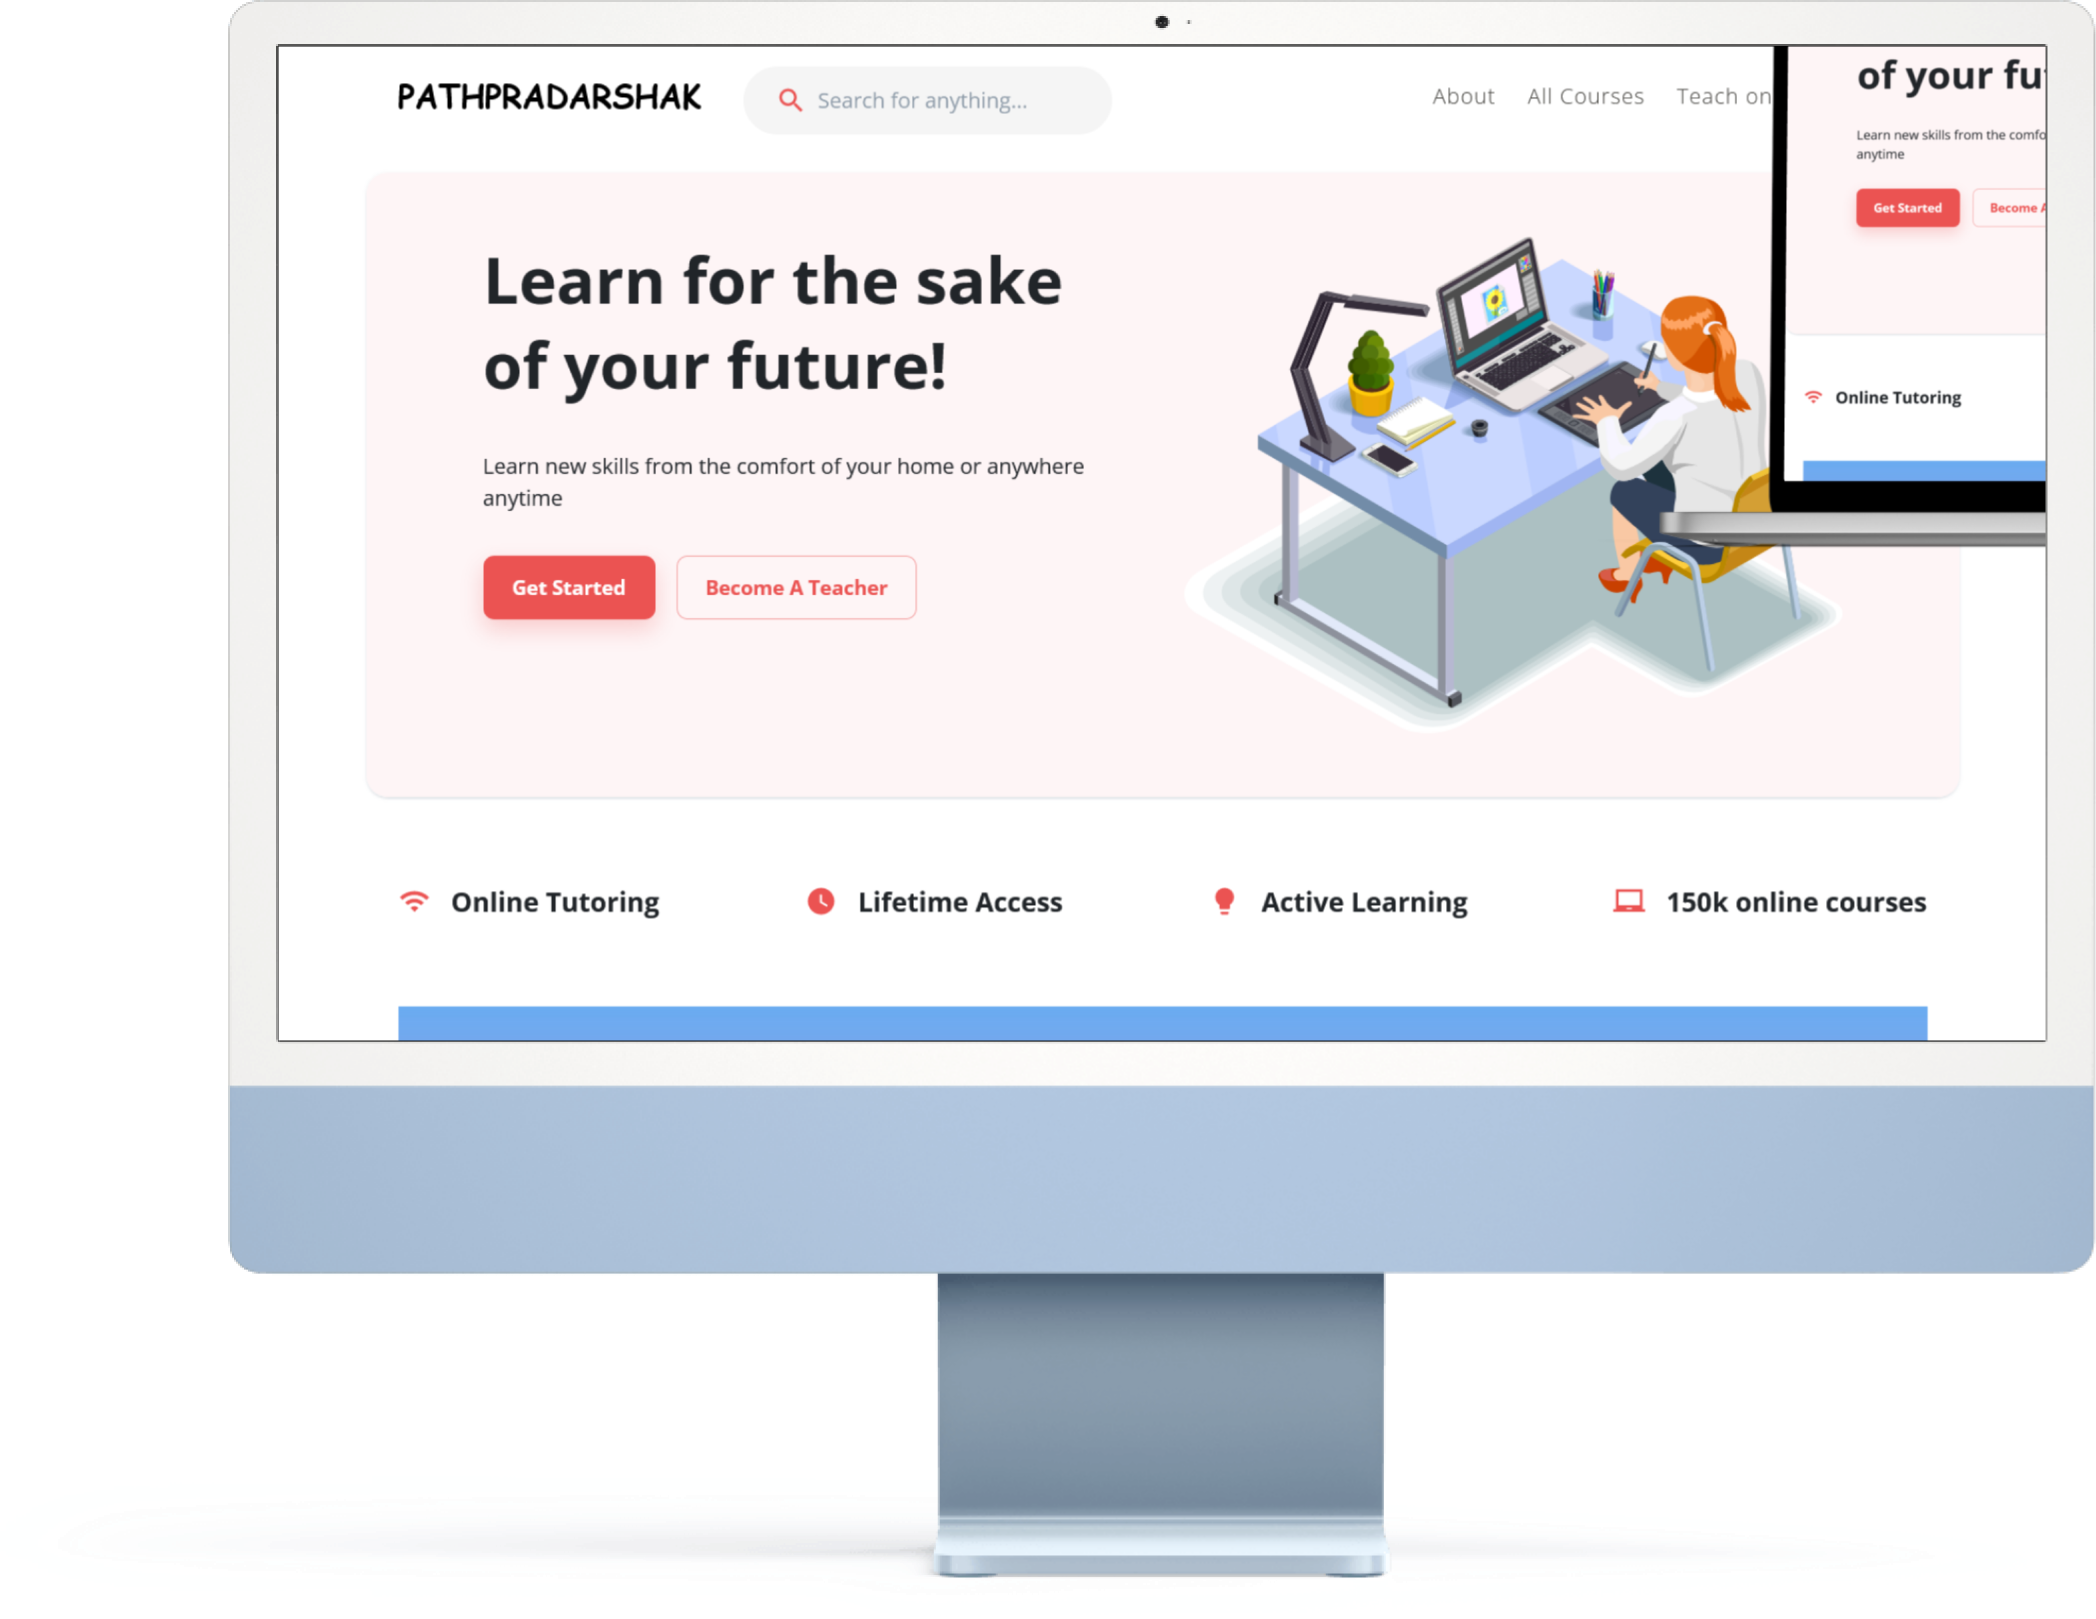 PATHPRADARSHAK
Search for anything...
About
All Courses
Teach on
Learn for the sake
of your future!
Learn new skills from the comfort of your home or anywhere
anytime
Get Started
Become A Teacher
Online Tutoring
Lifetime Access
Active Learning
150k online courses
of your
Learn new skills from the
anytime
Get Started
Become
Online Tutoring